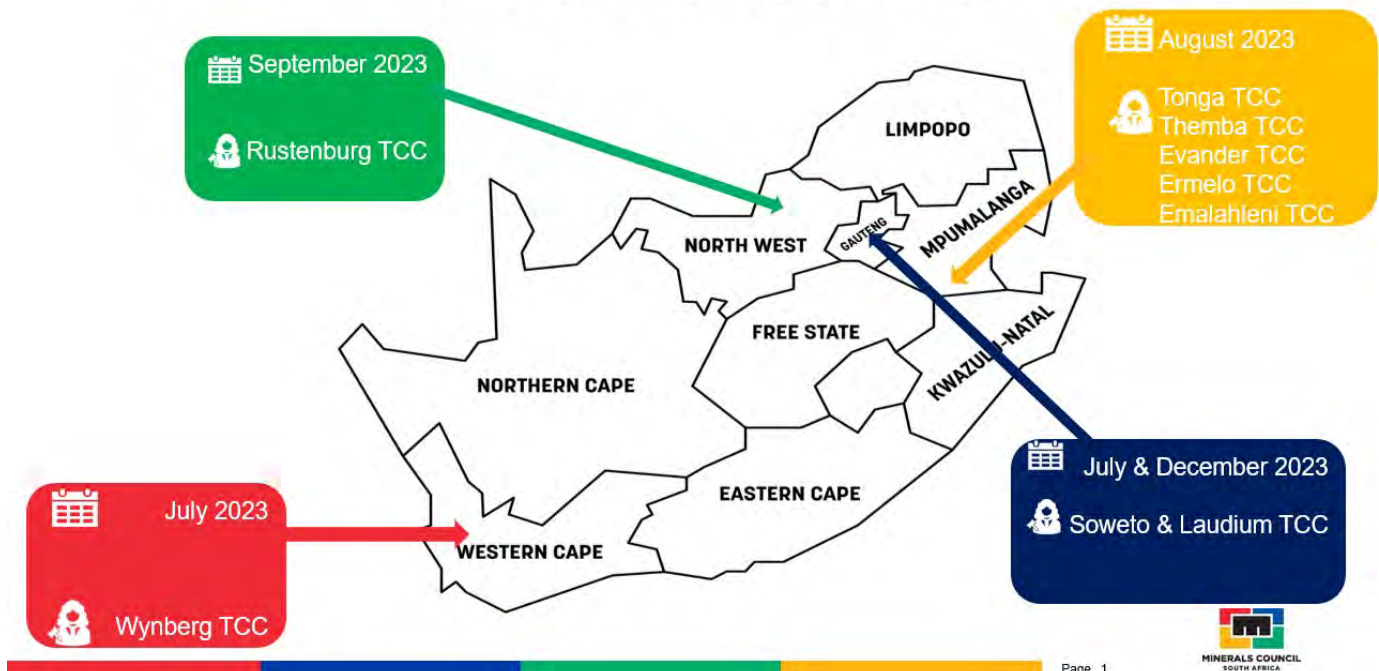 September 2023
Rustenburg TCC
August 2023
Tonga TCC
Themba TCC
Evander TCC
Ermelo TCC
Emalahleni TCC
LIMPOPO
MPUMALANGA
GAUTENG
NORTH WEST
FREE STATE
KWAZULU-NATAL
NORTHERN CAPE
EASTERN CAPE
WESTERN CAPE
July 2023
Wynberg TCC
July & December 2023
Soweto & Laudium TCC
Page 1
MINERALS COUNCIL
SOUTH AFRICA